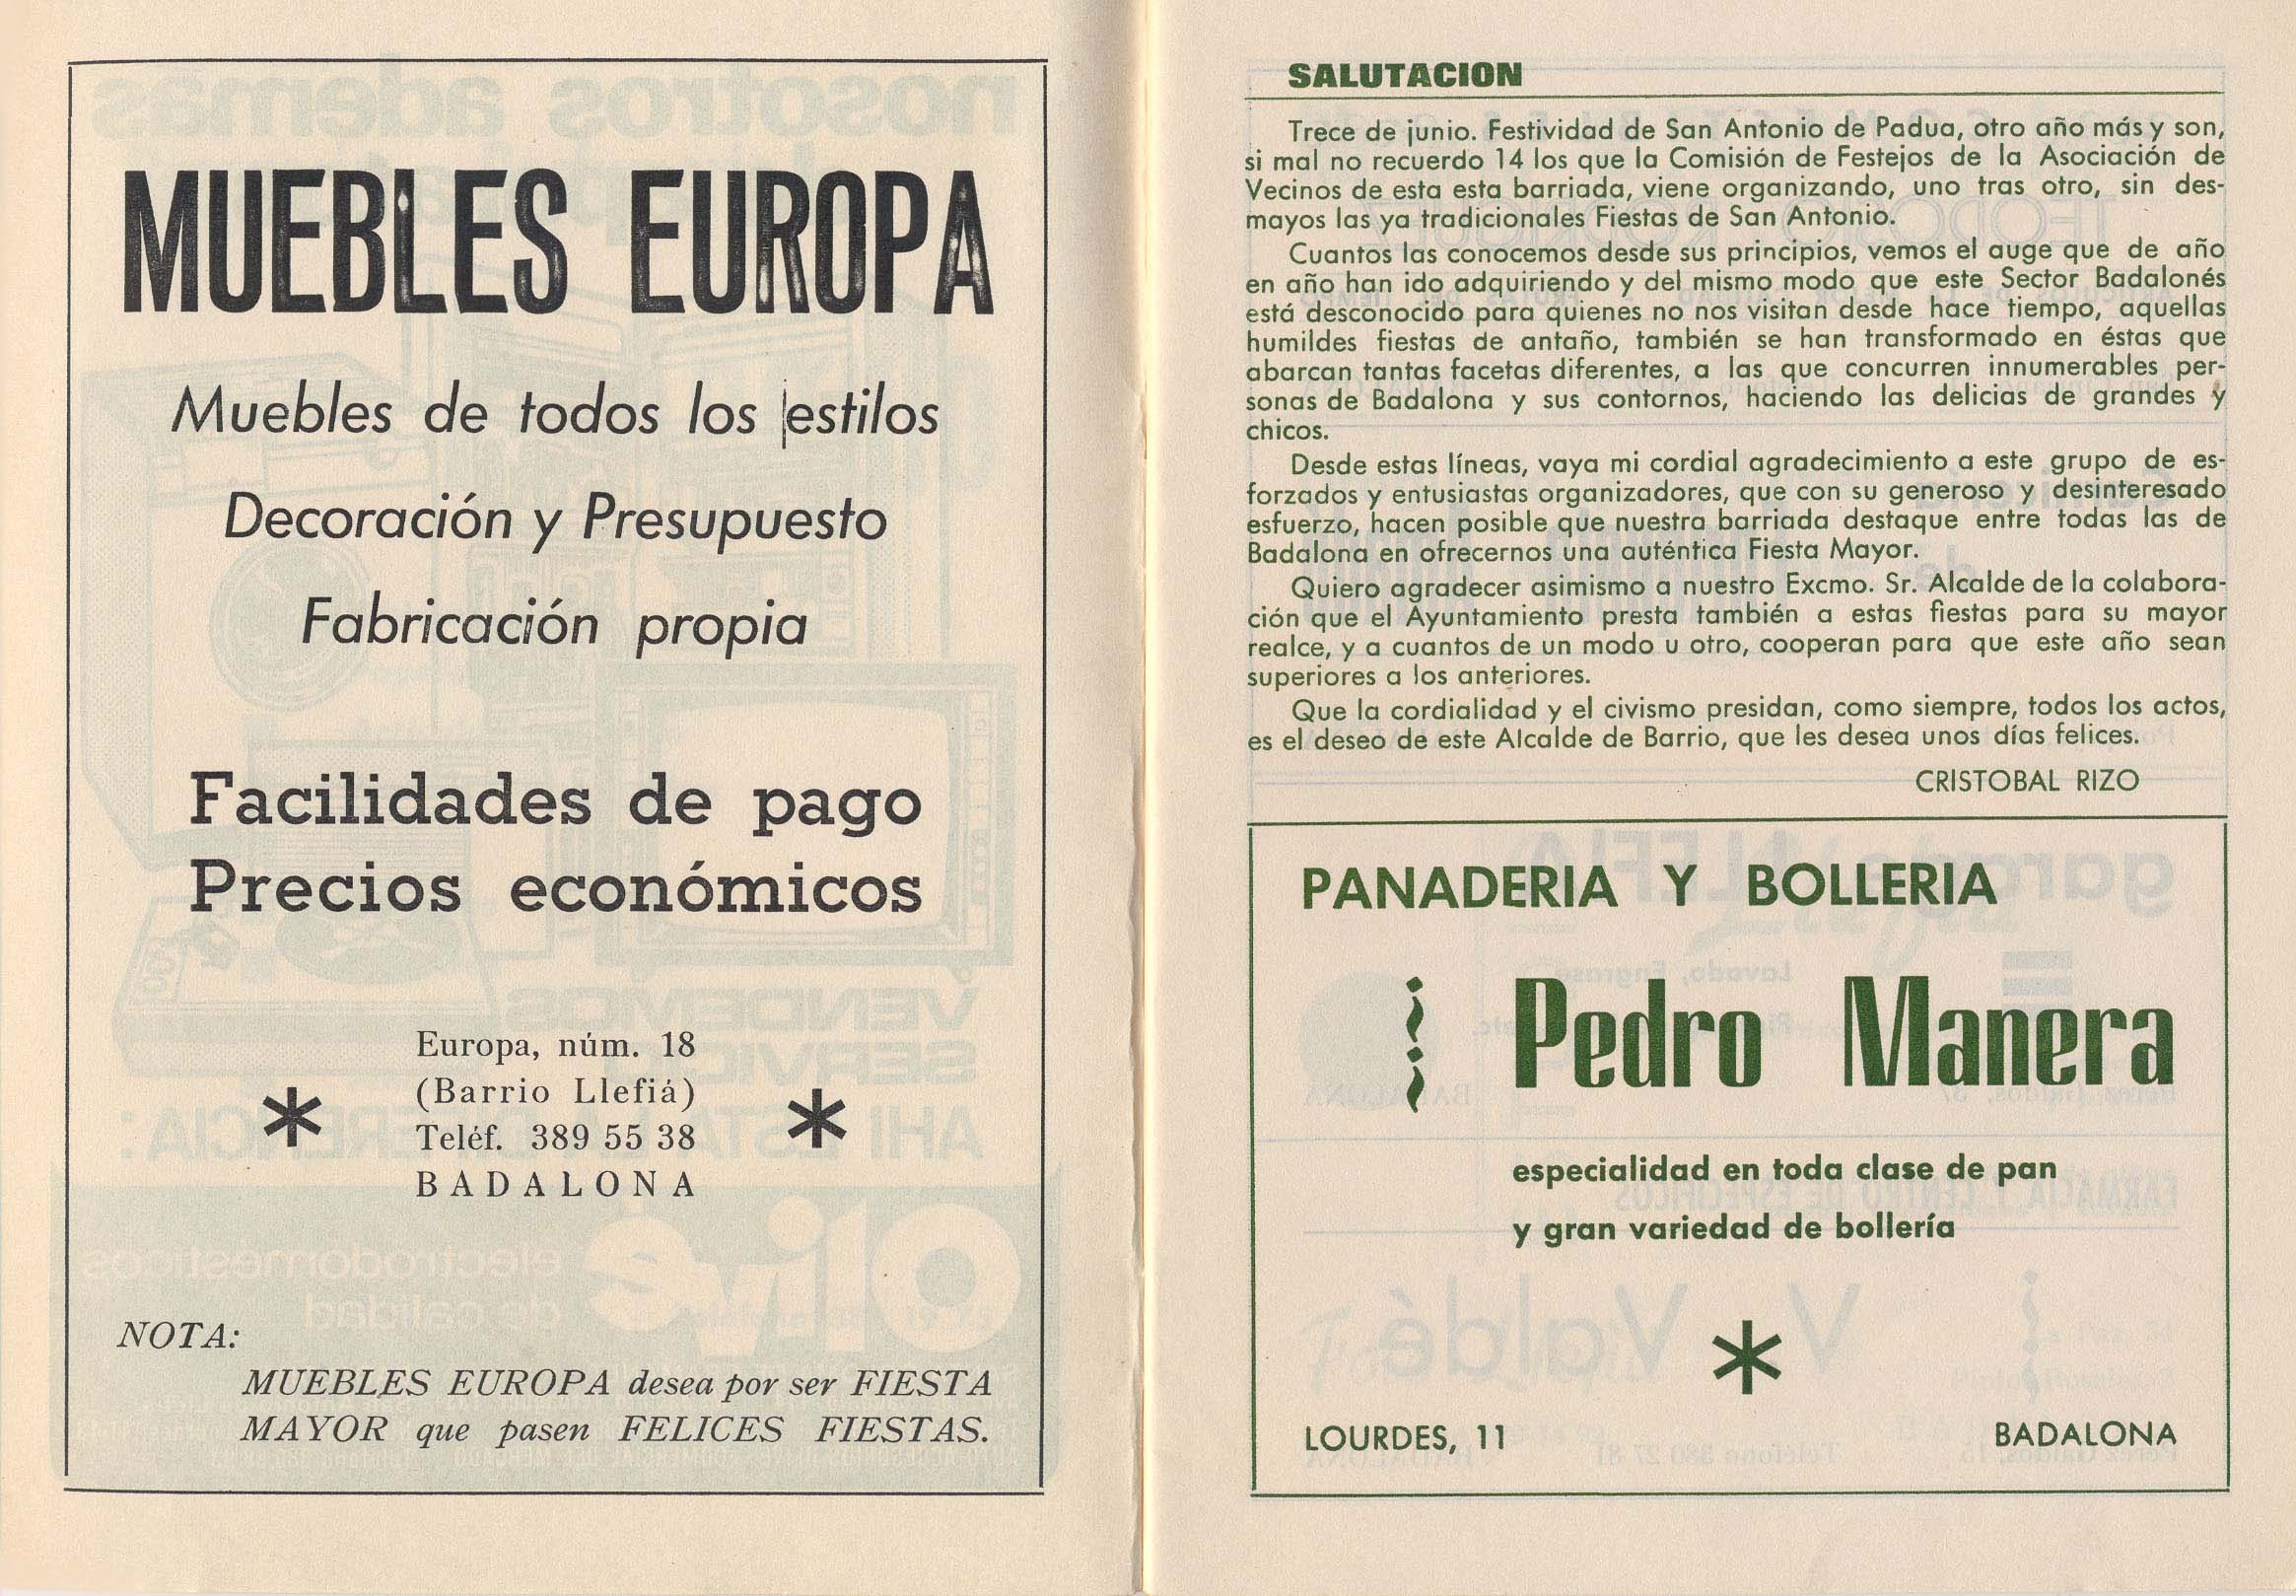 MUEBLES EUROPA
Muebles de todos los estilos
Decoración y Presupuesto
Fabricación propia
Facilidades de pago
Precios económicos
Europa, núm. 18
(Barrio Llefiá)
Teléf. 389 55 38
BADALONA
* *
NOTA:
MUEBLES EUROPA desea por ser FIESTA
MAYOR que pasen FELICES FIESTAS.
SALUTACION
Trece de junio. Festividad de San Antonio de Padua, otro año más y son,
si mal no recuerdo 14 los que la Comisión de Festejos de la Asociación de
Vecinos de esta esta barriada, viene organizando, uno tras otro, sin des-
mayos las ya tradicionales Fiestas de San Antonio.
Cuantos las conocemos desde sus principios, vemos el auge que de año
en año han ido adquiriendo y del mismo modo que este Sector Badalonés
está desconocido para quienes no nos visitan desde hace tiempo, aquellas
humildes fiestas de antaño, también se han transformado en éstas que
abarcan tantas facetas diferentes, a las que concurren innumerables per-
sonas de Badalona y sus contornos, haciendo las delicias de grandes y
chicos.
Desde estas líneas, vaya mi cordial agradecimiento a este grupo de es-
forzados y entusiastas organizadores, que con su generoso y desinteresado
esfuerzo, hacen posible que nuestra barriada destaque entre todas las de
Badalona en ofrecernos una auténtica Fiesta Mayor.
Quiero agradecer asimismo a nuestro Excmo. Sr. Alcalde de la colabora-
ción que el Ayuntamiento presta también a estas fiestas para su mayor
realce, y a cuantos de un modo u otro, cooperan para que este año sean
superiores a los anteriores.
Que la cordialidad y el civismo presidan, como siempre, todos los actos,
es el deseo de este Alcalde de Barrio, que les desea unos días felices.
CRISTOBAL RIZO
PANADERIA Y BOLLERIA
Pedro Manera
especialidad en toda clase de pan
y gran variedad de bollería
*
LOURDES, 11 BADALONA